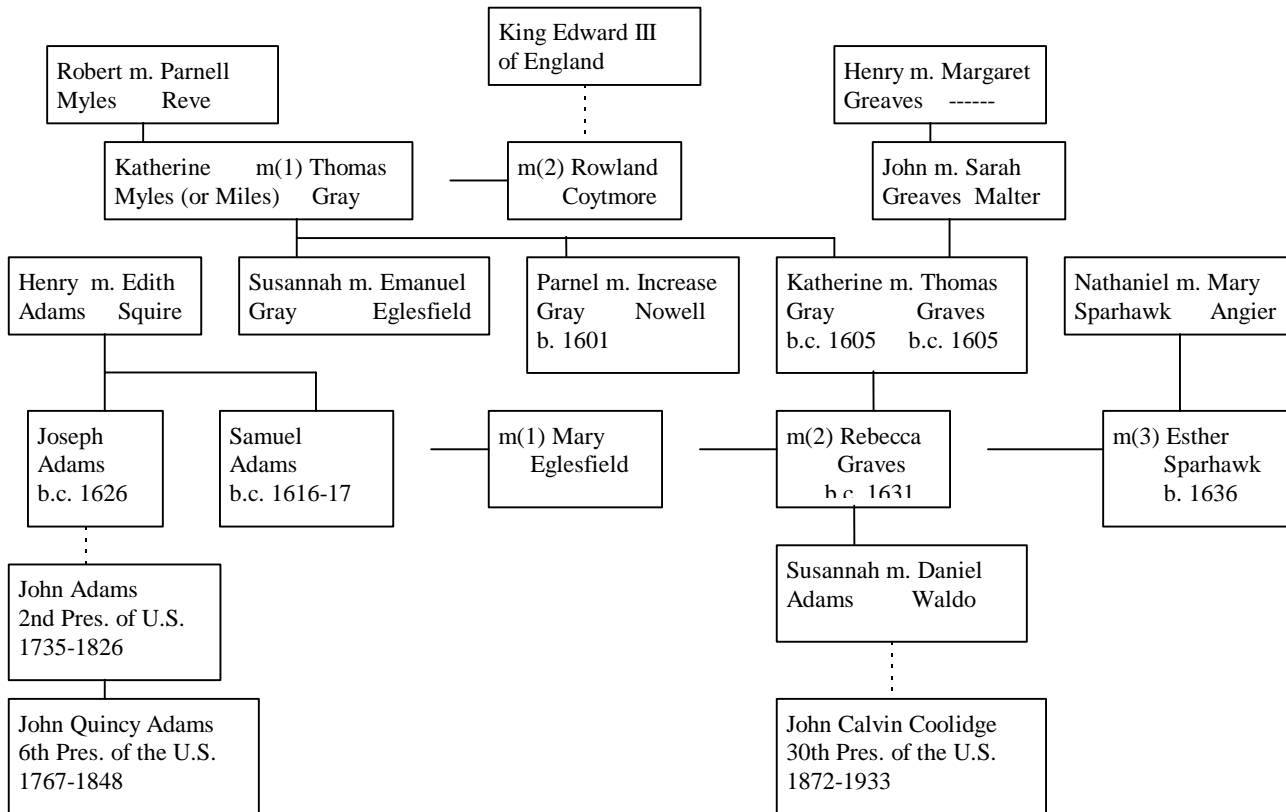 King Edward III
of England
Robert m. Parnell
Myles Reve
Henry m. Margaret
Greaves ------
Katherine m(1) Thomas
Myles (or Miles) Gray
m(2) Rowland
Coytmore
John m. Sarah
Greaves Malter
Henry m. Edith
Adams Squire
Susannah m. Emanuel
Gray Eglesfield
Parnel m. Increase
Gray Nowell
b. 1601
Katherine m. Thomas
Gray Graves
b.c. 1605 b.c. 1605
Nathaniel m. Mary
Sparhawk Angier
Joseph
Adams
b.c. 1626
Samuel
Adams
b.c. 1616-17
m(1) Mary
Eglesfield
m(2) Rebecca
Graves
b.c. 1631
m(3) Esther
Sparhawk
b. 1636
John Adams
2nd Pres. of U.S.
1735-1826
Susannah m. Daniel
Adams Waldo
John Quincy Adams
6th Pres. of the U.S.
1767-1848
John Calvin Coolidge
30th Pres. of the U.S.
1872-1933